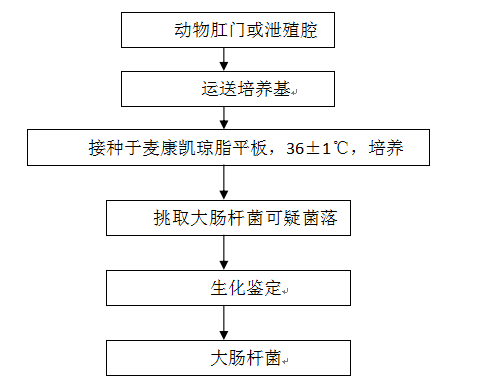 动物肛门或泄殖腔
运送培养基
接种于麦康凯琼脂平板，36±1℃，培养
挑取大肠杆菌可疑菌落
生化鉴定
大肠杆菌